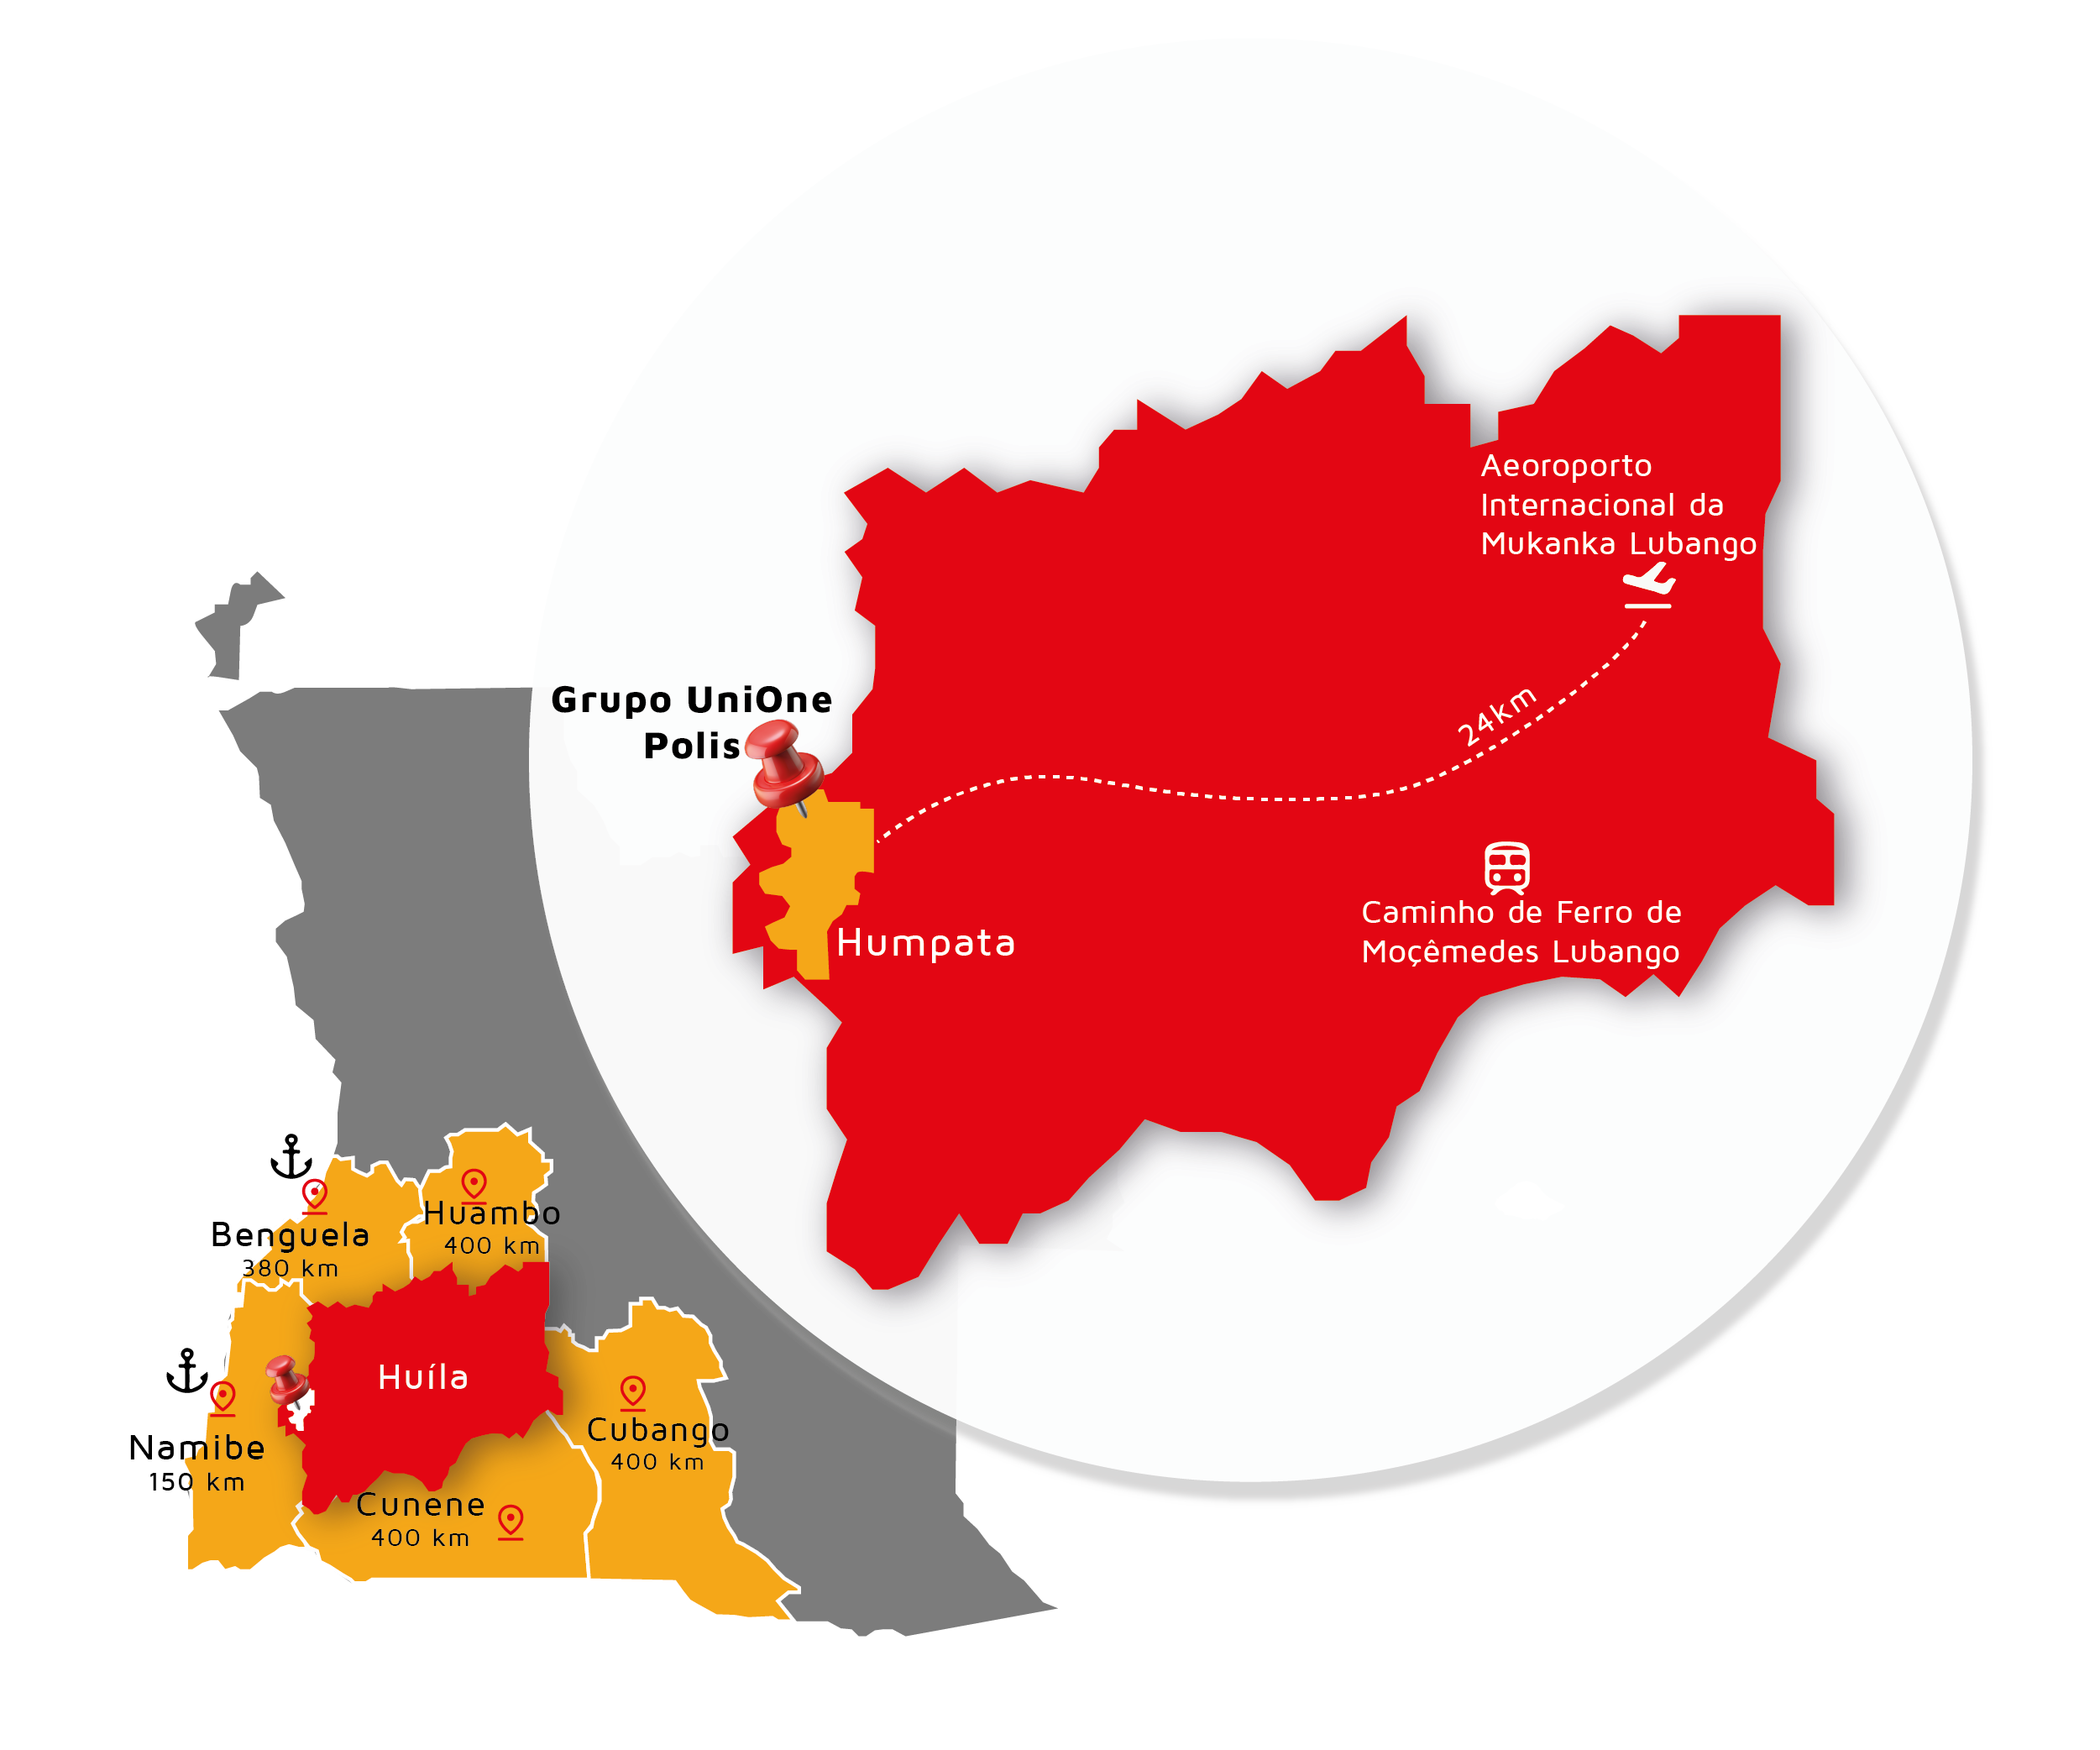 Aeoroporto
Internacional da
Mukanka Lubango
24km
Grupo UniOne
Polis
Humpata
Caminho de Ferro de
Moçêmedes Lubango
Benguela
380 km
Huambo
400 km
Huíla
Namibe
150 km
Cubango
400 km
Cunene
400 km